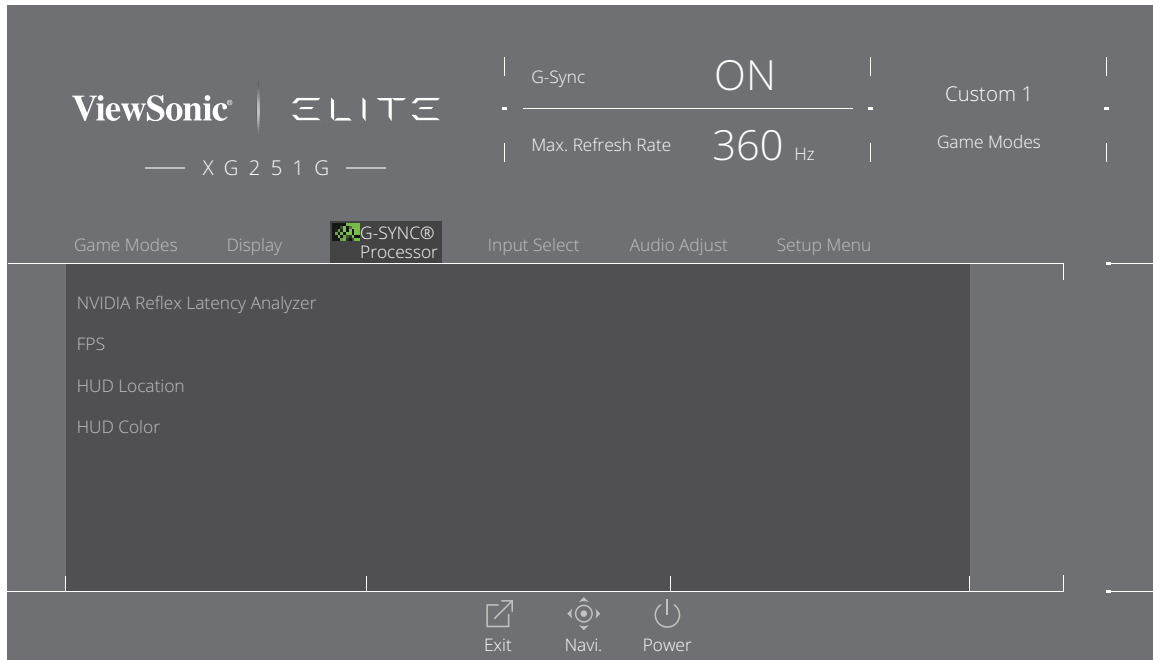 ViewSonic® ELITE
XG251G
G-Sync ON
Max. Refresh Rate 360 Hz
Custom 1
Game Modes
Game Modes Display G-SYNC® Input Select Audio Adjust Setup Menu
Processor
NVIDIA Reflex Latency Analyzer
FPS
HUD Location
HUD Color
Exit Navi. Power